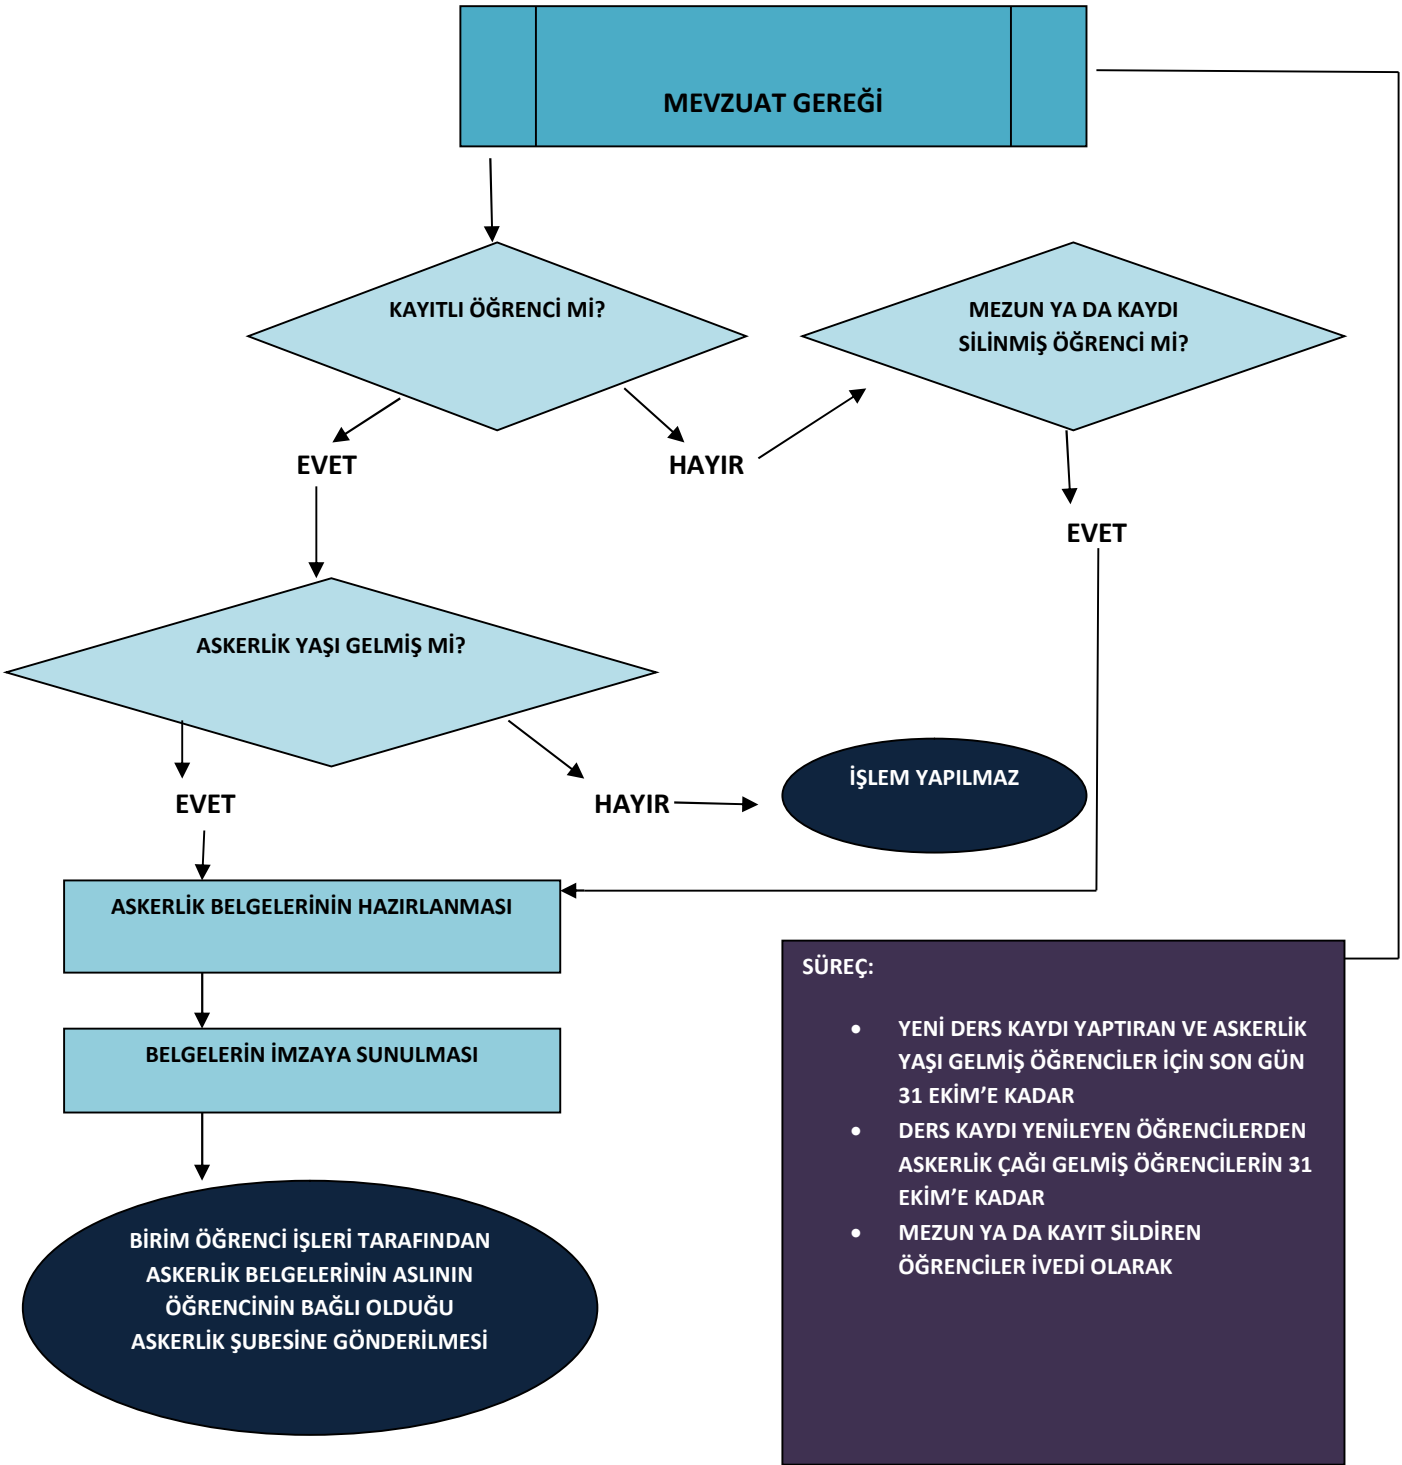 MEVZUAT GEREĞİ
KAYITLI ÖĞRENCİ Mİ?
MEZUN YA DA KAYDI
SİLİNMİŞ ÖĞRENCİ Mİ?
EVET
HAYIR
EVET
ASKERLİK YAŞI GELMİŞ Mİ?
EVET
HAYIR
İŞLEM YAPILMAZ
ASKERLİK BELGELERİNİN HAZIRLANMASI
BELGELERİN İMZAYA SUNULMASI
BİRİM ÖĞRENCİ İŞLERİ TARAFINDAN
ASKERLİK BELGELERİNİN ASLININ
ÖĞRENCİNİN BAĞLI OLDUĞU
ASKERLİK ŞUBESİNE GÖNDERİLMESİ
SÜREÇ:
• YENİ DERS KAYDI YAPTIRAN VE ASKERLİK
YAŞI GELMİŞ ÖĞRENCİLER İÇİN SON GÜN
31 EKİM’E KADAR
• DERS KAYDI YENİLEYEN ÖĞRENCİLERDEN
ASKERLİK ÇAĞI GELMİŞ ÖĞRENCİLERİN 31
EKİM’E KADAR
• MEZUN YA DA KAYIT SİLDİREN
ÖĞRENCİLER İVEDİ OLARAK